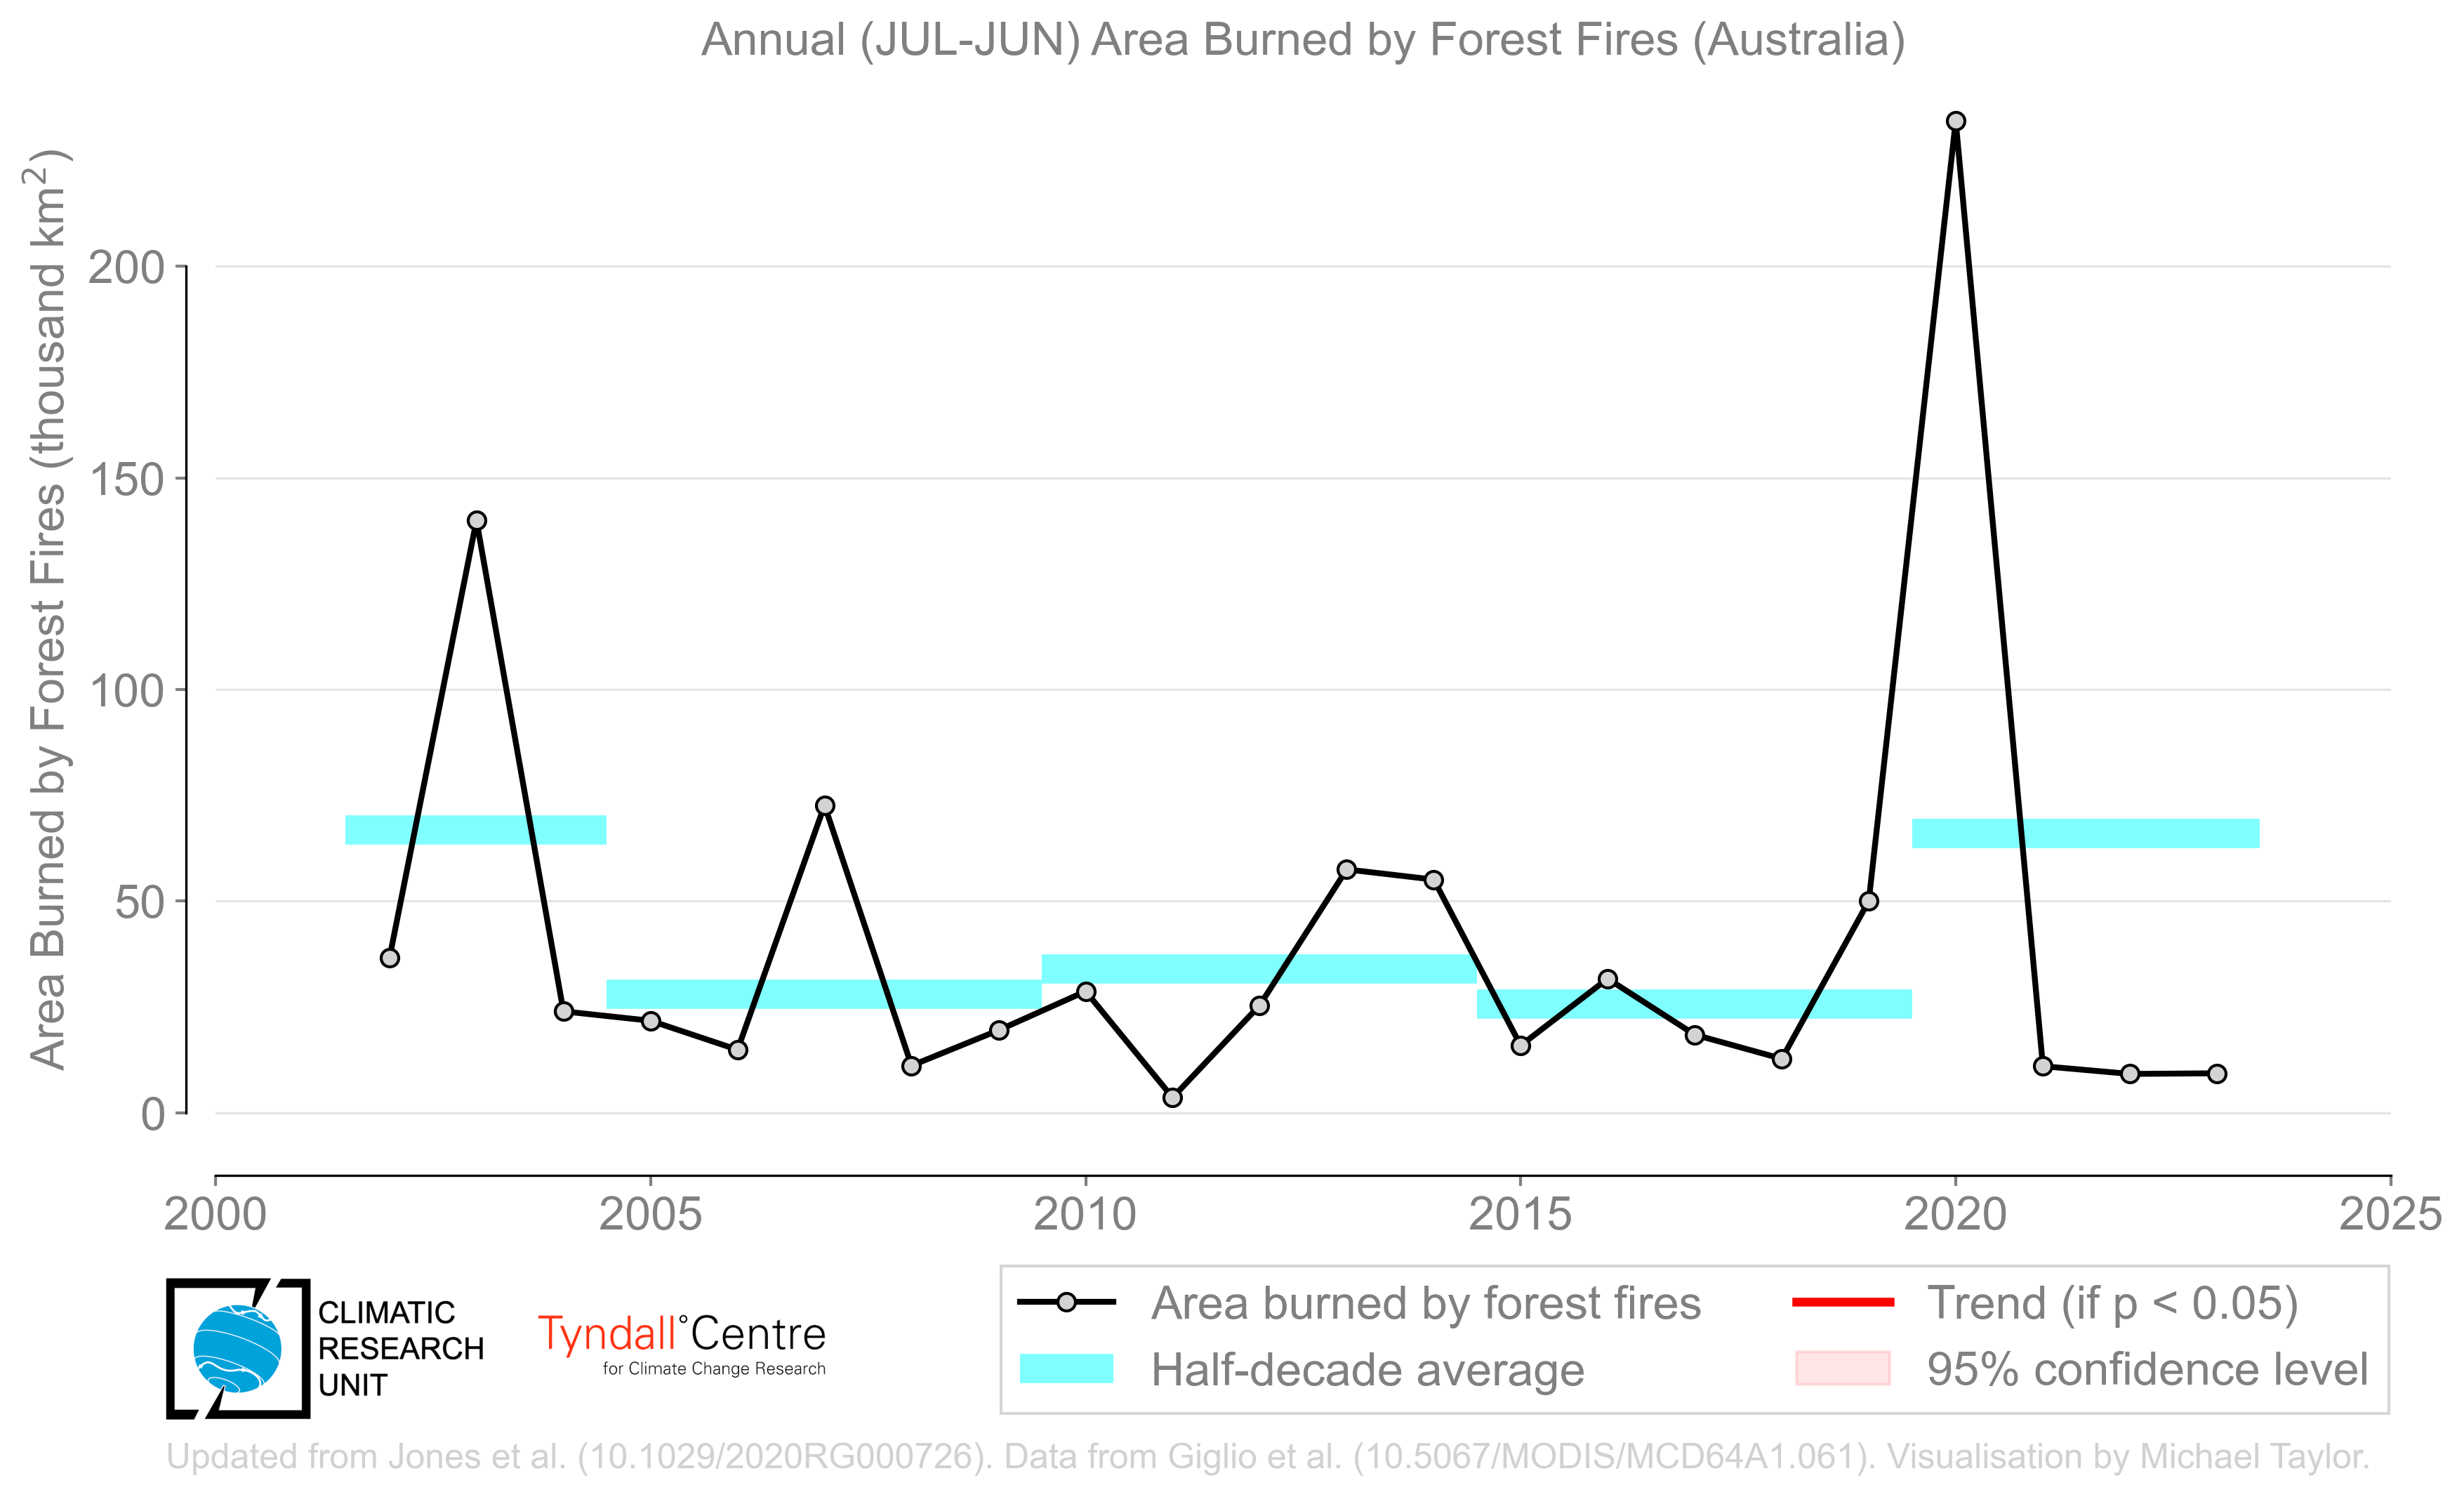 Annual (JUL-JUN) Area Burned by Forest Fires (Australia)
Area Burned by Forest Fires (thousand km²)
200
150
100
50
0
2000
2005
2010
2015
2020
2025
CLIMATIC
RESEARCH
UNIT
Tyndall°Centre
for Climate Change Research
Area burned by forest fires
Half-decade average
Trend (if p < 0.05)
95% confidence level
Updated from Jones et al. (10.1029/2020RG000726). Data from Giglio et al. (10.5067/MODIS/MCD64A1.061). Visualisation by Michael Taylor.